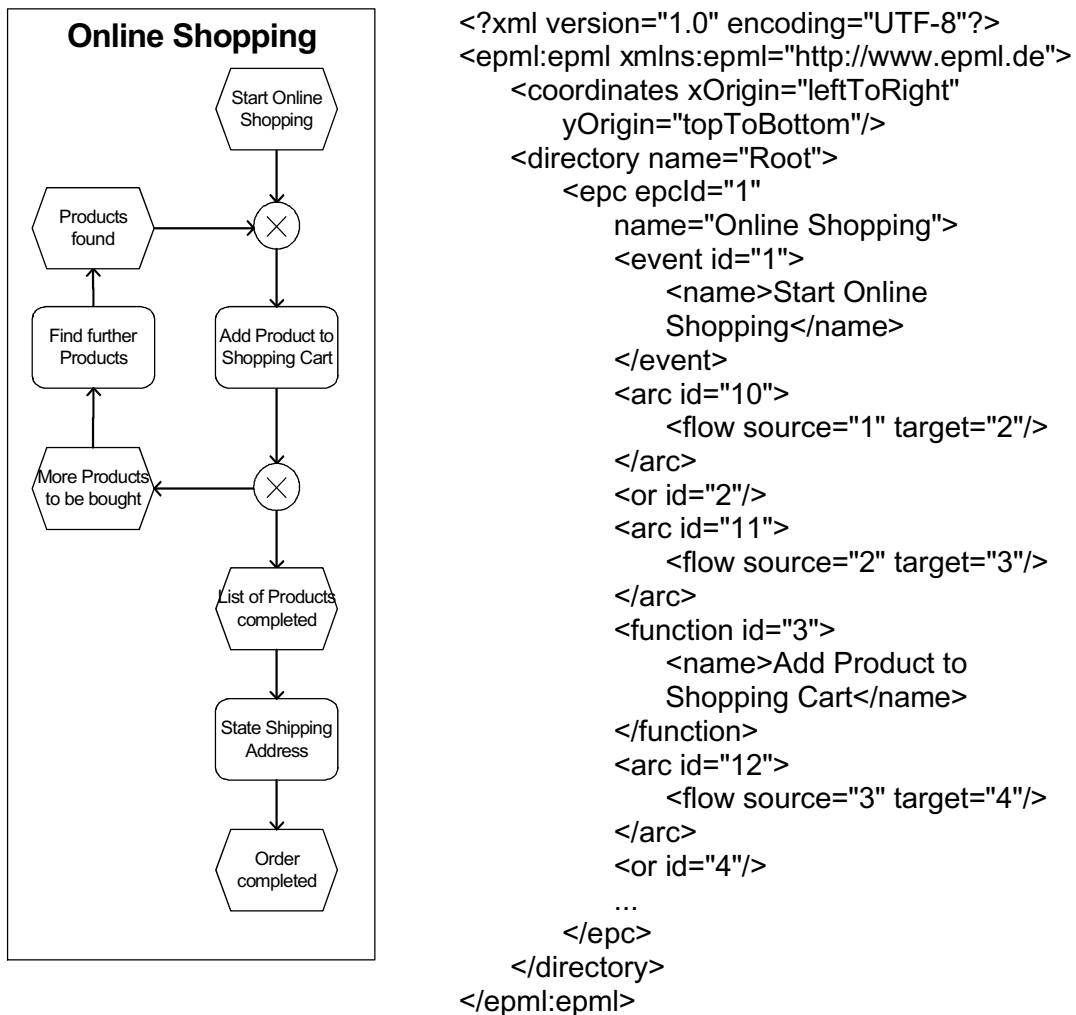 Online Shopping
Start Online
Shopping
Products
found
Find further
Products
Add Product to
Shopping Cart
More Products
to be bought
List of Products
completed
State Shipping
Address
Order
completed
<?xml version="1.0" encoding="UTF-8"?>
<epml:epml xmlns:epml="http://www.epml.de">
<coordinates xOrigin="leftToRight"
yOrigin="topToBottom"/>
<directory name="Root">
<epc epcId="1"
name="Online Shopping">
<event id="1">
<name>Start Online
Shopping</name>
</event>
<arc id="10">
<flow source="1" target="2"/>
</arc>
<or id="2"/>
<arc id="11">
<flow source="2" target="3"/>
</arc>
<function id="3">
<name>Add Product to
Shopping Cart</name>
</function>
<arc id="12">
<flow source="3" target="4"/>
</arc>
<or id="4"/>
...
</epc>
</directory>
</epml:epml>